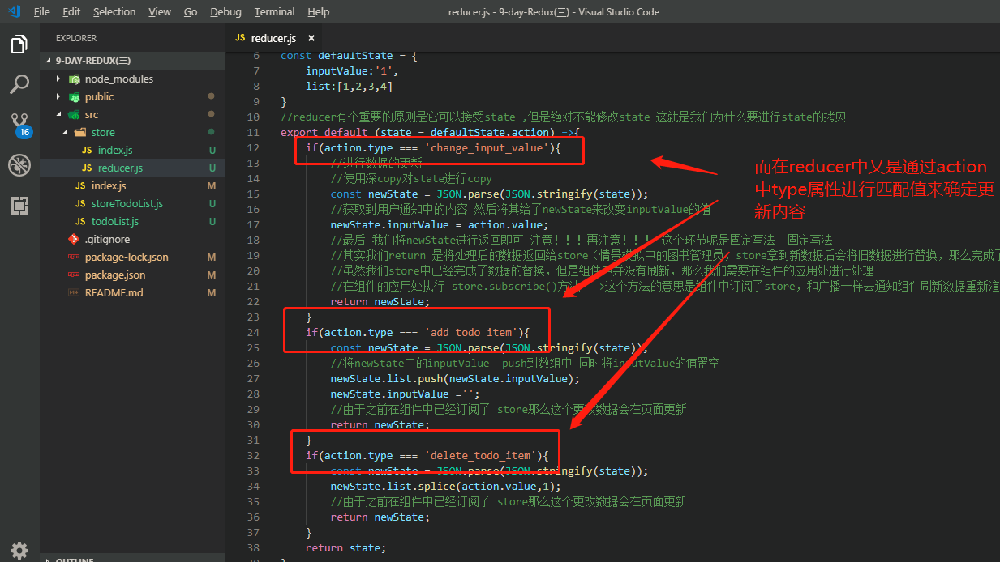 File Edit Selection View Go Debug Terminal Help
reducer.js - 9-day-Redux(三) - Visual Studio Code
EXPLORER
9-DAY-REDUX(三)
node_modules
public
src
store
JS index.js U
JS reducer.js U
JS index.js M
JS storeTodoList.js U
JS todoList.js U
.gitignore
package-lock.json M
package.json M
README.md M
OUTLINE
16
JS reducer.js ×
6 const defaultState = {
7 inputValue:'1',
8 list:[1,2,3,4]
9 }
10 //reducer有个重要的原则是它可以接受state ,但是绝对不能修改state 这就是我们为什么要进行state的拷贝
11 export default (state = defaultState.action) =>{
12 if(action.type === 'change_input_value'){
13 //进行数据的更新
14 //使用深copy对state进行copy
15 const newState = JSON.parse(JSON.stringify(state));
16 //获取到用户通知中的内容 然后将其给了newState来改变inputValue的值
17 newState.inputValue = action.value;
18 //最后 我们将newState进行返回即可 注意！！！再注意！！！ 这个环节呢是固定写法 固定写法
19 //其实我们return 是将处理后的数据返回给store（情景模拟中的图书管理员，store拿到新数据后会将旧数据进行替换，那么完成了
20 //虽然我们store中已经完成了数据的替换，但是组件中并没有刷新，那么我们需要在组件的应用处进行处理
21 //在组件的应用处执行 store.subscribe()方法--->这个方法的意思是组件中订阅了store，和广播一样去通知组件刷新数据重新渲
22 return newState;
23 }
24 if(action.type === 'add_todo_item'){
25 const newState = JSON.parse(JSON.stringify(state));
26 //将newState中的inputValue push到数组中 同时将inputValue的值置空
27 newState.list.push(newState.inputValue);
28 newState.inputValue ='';
29 //由于之前在组件中已经订阅了 store那么这个更改数据会在页面更新
30 return newState;
31 }
32 if(action.type === 'delete_todo_item'){
33 const newState = JSON.parse(JSON.stringify(state));
34 newState.list.splice(action.value,1);
35 //由于之前在组件中已经订阅了 store那么这个更改数据会在页面更新
36 return newState;
37 }
38 return state;
39 }
而在reducer中又是通过action
中type属性进行匹配值来确定更
新内容